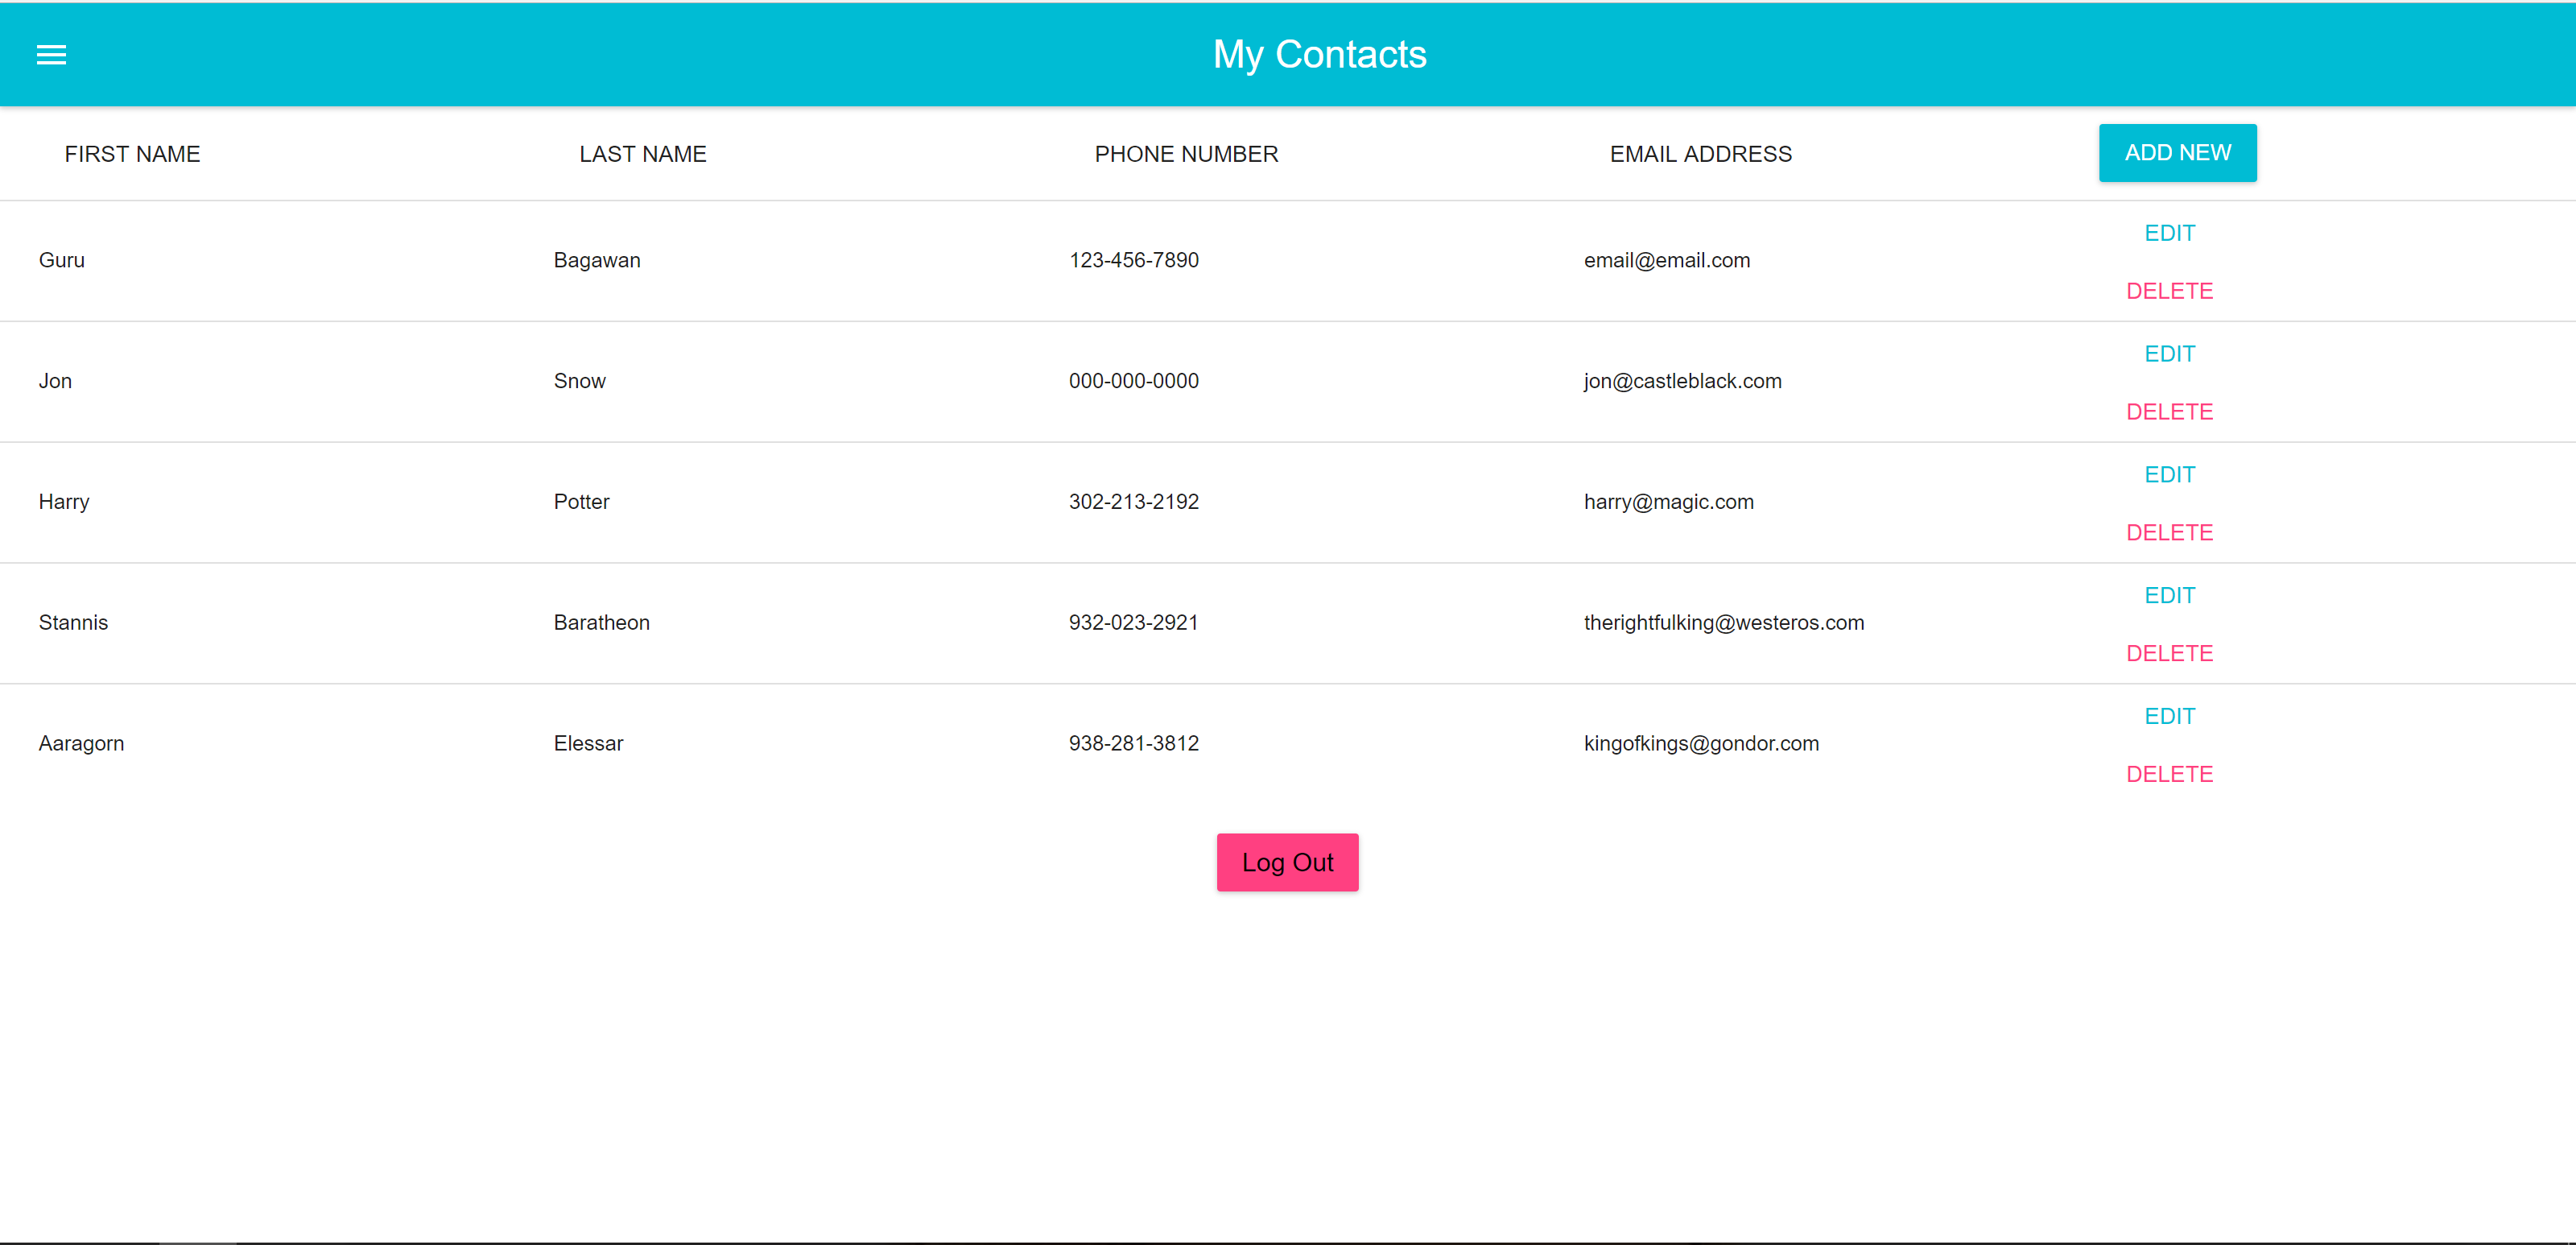 My Contacts
FIRST NAME LAST NAME PHONE NUMBER EMAIL ADDRESS ADD NEW
EDIT
Guru Bagawan 123-456-7890 email@email.com
DELETE
EDIT
Jon Snow 000-000-0000 jon@castleblack.com
DELETE
EDIT
Harry Potter 302-213-2192 harry@magic.com
DELETE
EDIT
Stannis Baratheon 932-023-2921 therightfulking@westeros.com
DELETE
EDIT
Aaragorn Elessar 938-281-3812 kingofkings@gondor.com
DELETE
Log Out